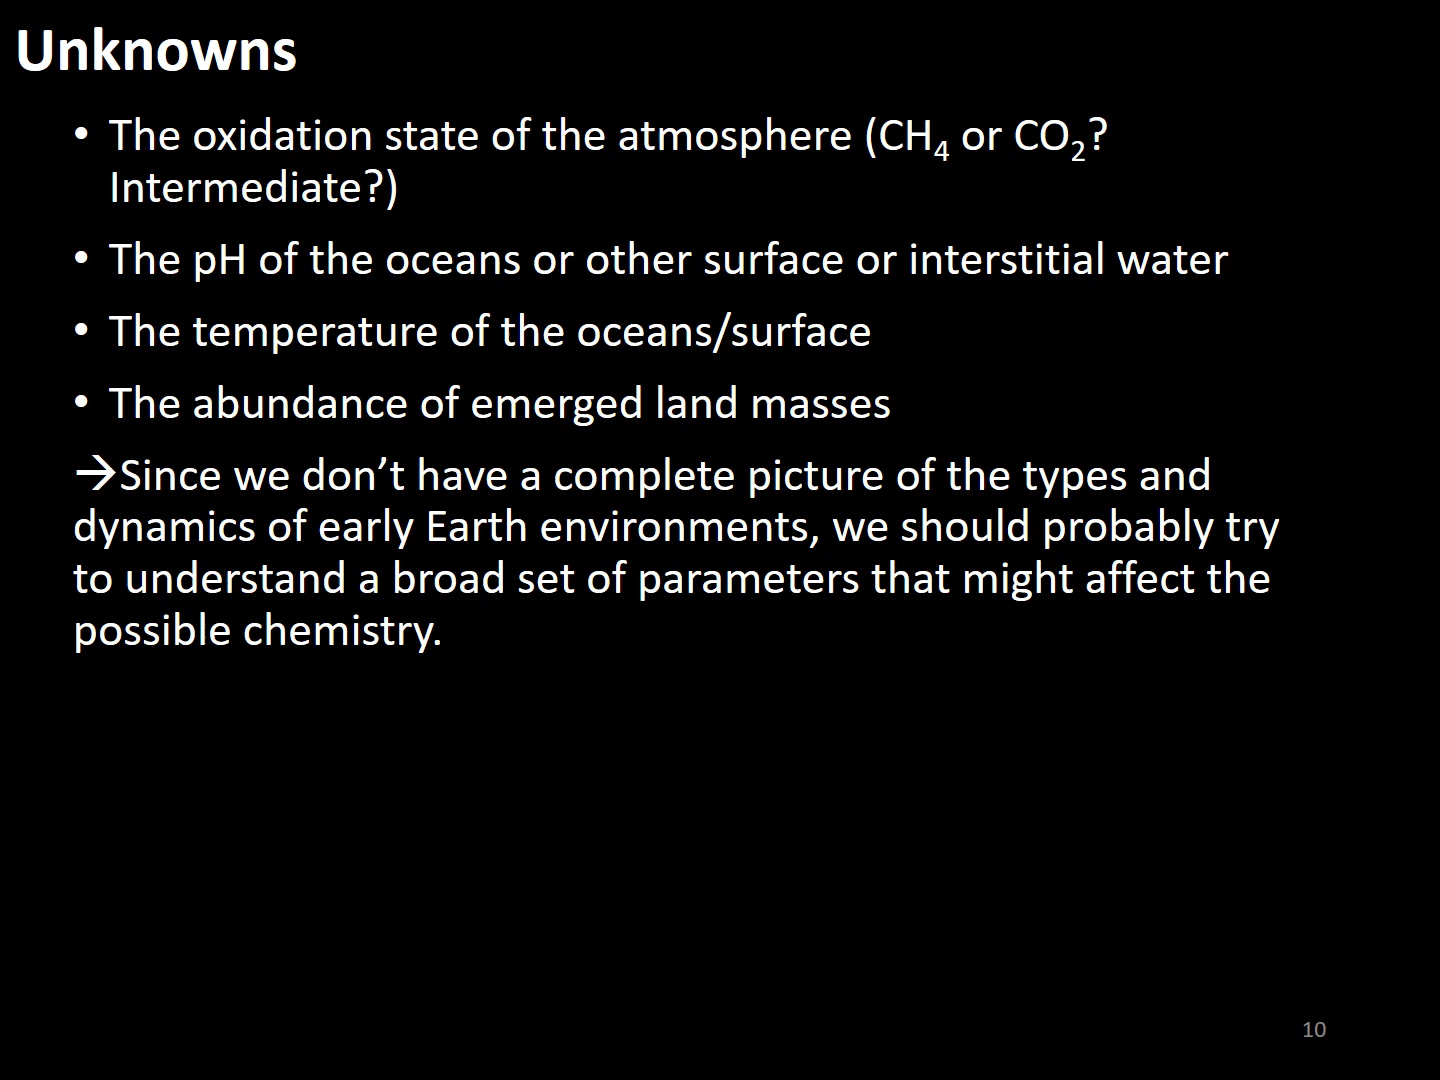 Unknowns
• The oxidation state of the atmosphere (CH₄ or CO₂?
Intermediate?)
• The pH of the oceans or other surface or interstitial water
• The temperature of the oceans/surface
• The abundance of emerged land masses
→Since we don’t have a complete picture of the types and
dynamics of early Earth environments, we should probably try
to understand a broad set of parameters that might affect the
possible chemistry.
10